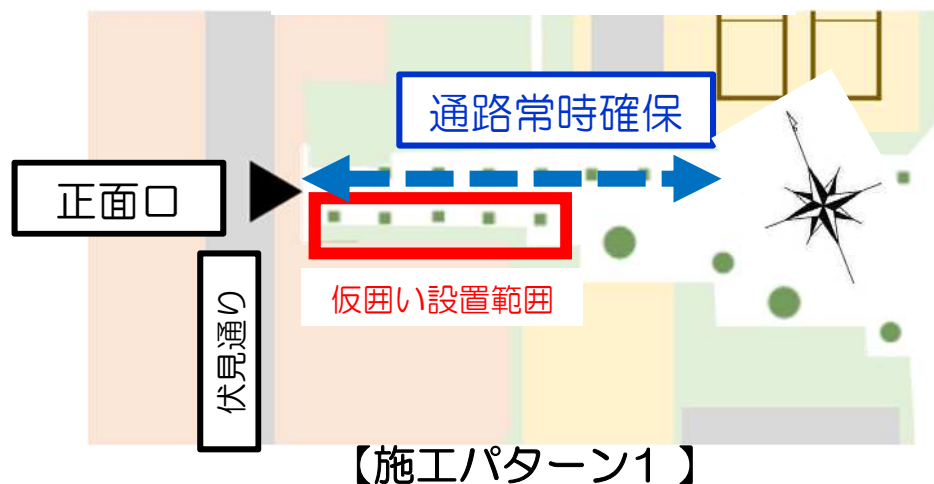 通路常時確保
正面口
仮囲い設置範囲
伏見通り
【施工パターン1 】